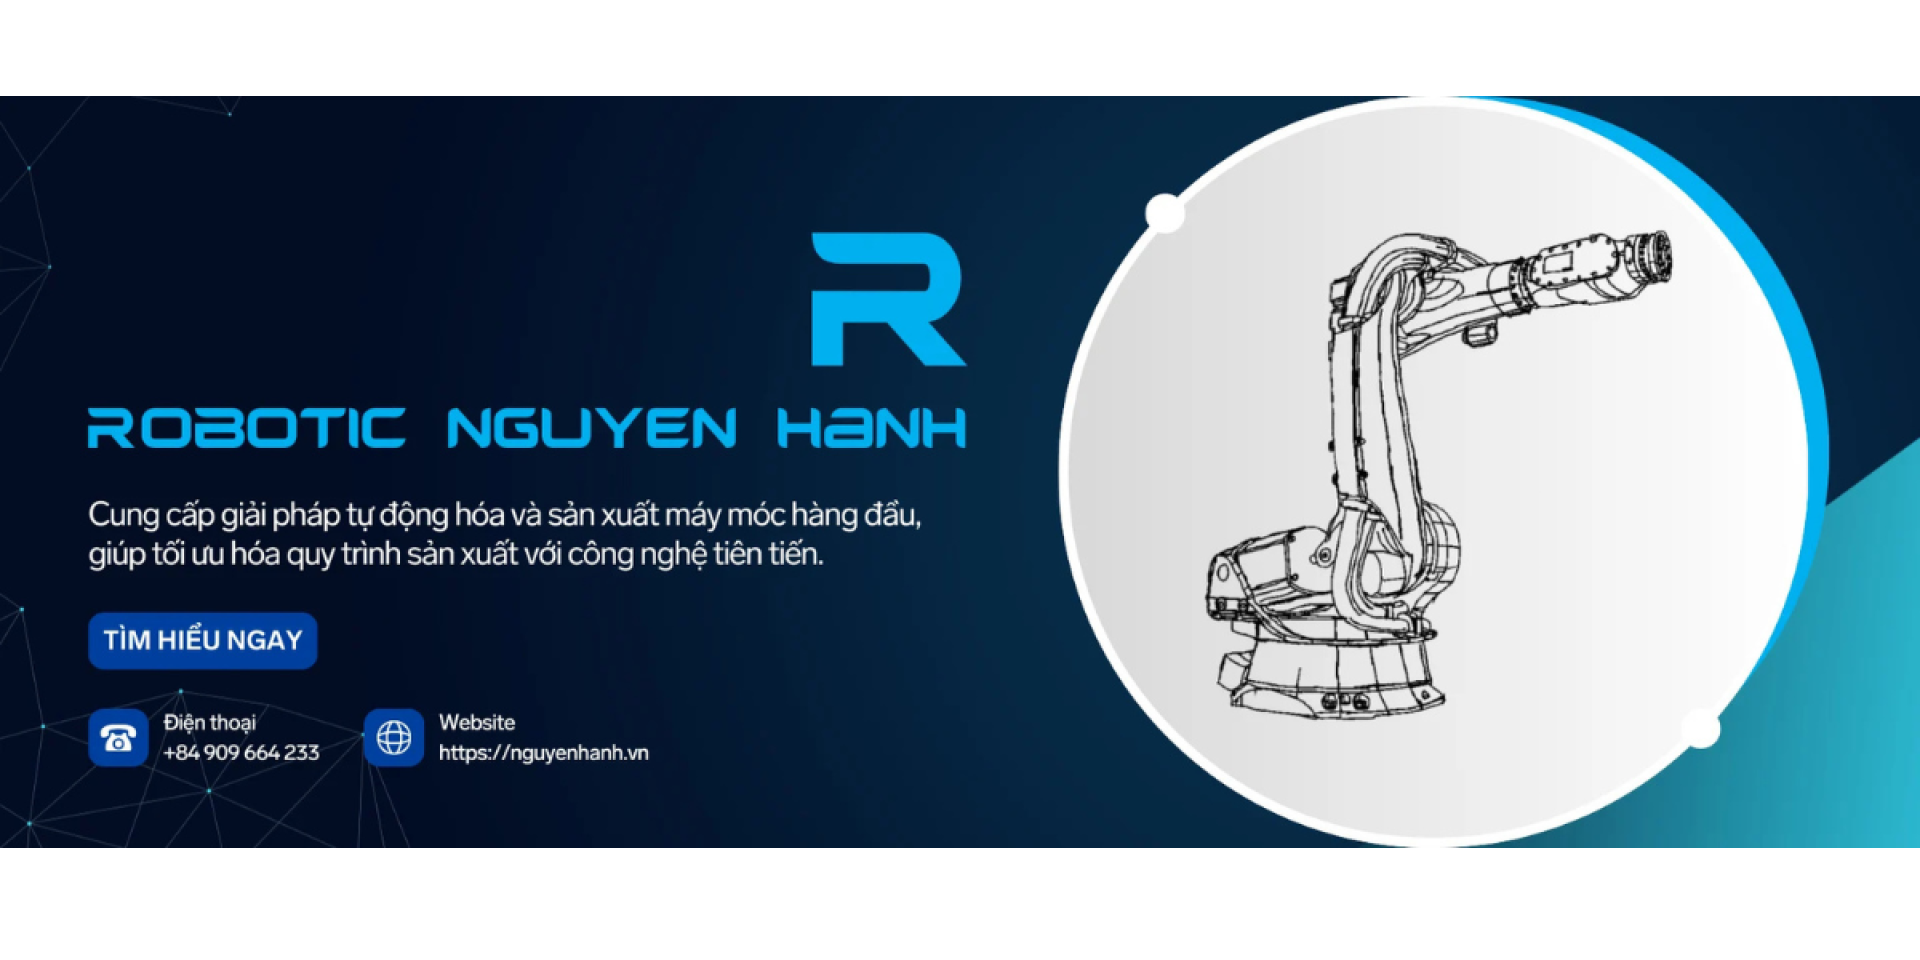 R
ROBOTIC NGUYEN HaNH
Cung cấp giải pháp tự động hóa và sản xuất máy móc hàng đầu,
giúp tối ưu hóa quy trình sản xuất với công nghệ tiên tiến.
TÌM HIỂU NGAY
Điện thoại
+84 909 664 233
Website
https://nguyenhanh.vn